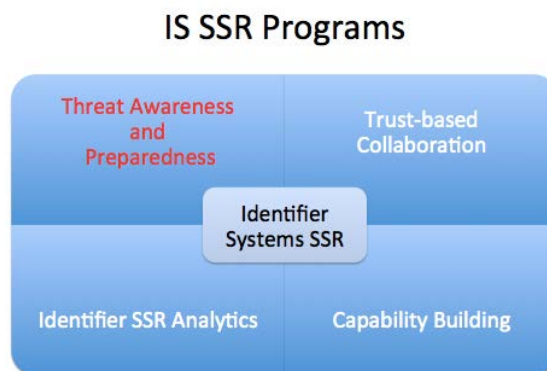 IS SSR Programs
Threat Awareness
and
Preparedness
Trust-based
Collaboration
Identifier
Systems SSR
Identifier SSR Analytics
Capability Building